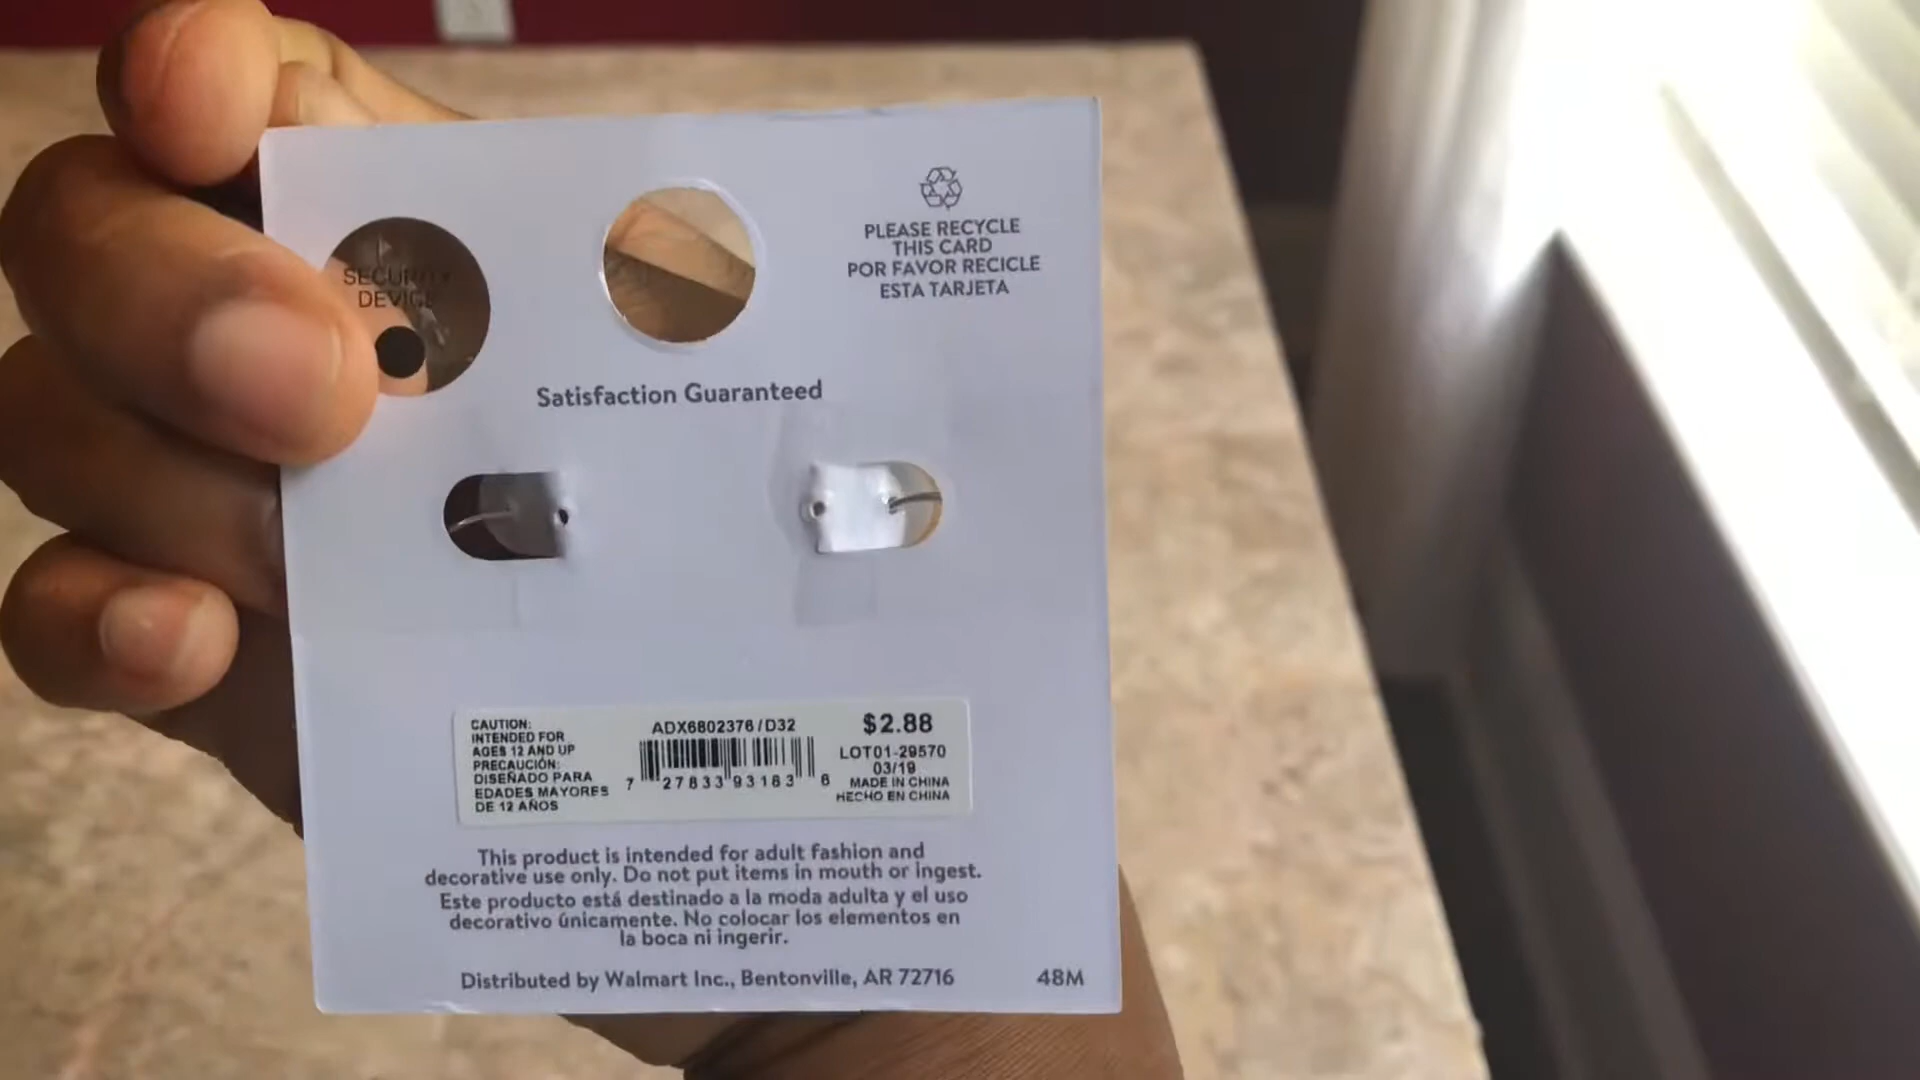 SECURITY
DEVICE
PLEASE RECYCLE
THIS CARD
POR FAVOR RECICLE
ESTA TARJETA
Satisfaction Guaranteed
CAUTION:
INTENDED FOR
AGES 12 AND UP
PRECAUCIÓN:
DISEÑADO PARA
EDADES MAYORES
DE 12 AÑOS
ADX6802376/D32
7 27833 93163 6
$2.88
LOT01-29570
03/19
MADE IN CHINA
HECHO EN CHINA
This product is intended for adult fashion and
decorative use only. Do not put items in mouth or ingest.
Este producto está destinado a la moda adulta y el uso
decorativo únicamente. No colocar los elementos en
la boca ni ingerir.
Distributed by Walmart Inc., Bentonville, AR 72716
48M